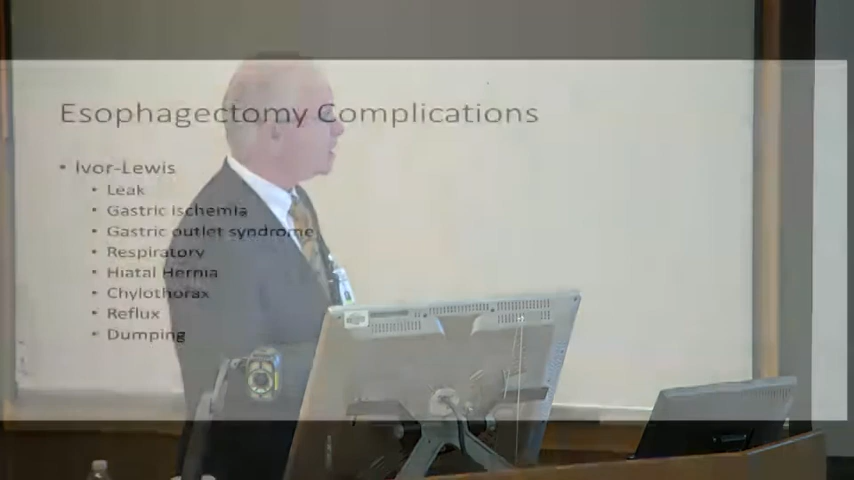 Esophagectomy Complications
• Ivor-Lewis
• Leak
• Gastric ischemia
• Gastric outlet syndrome
• Respiratory
• Hiatal Hernia
• Chylothorax
• Reflux
• Dumping